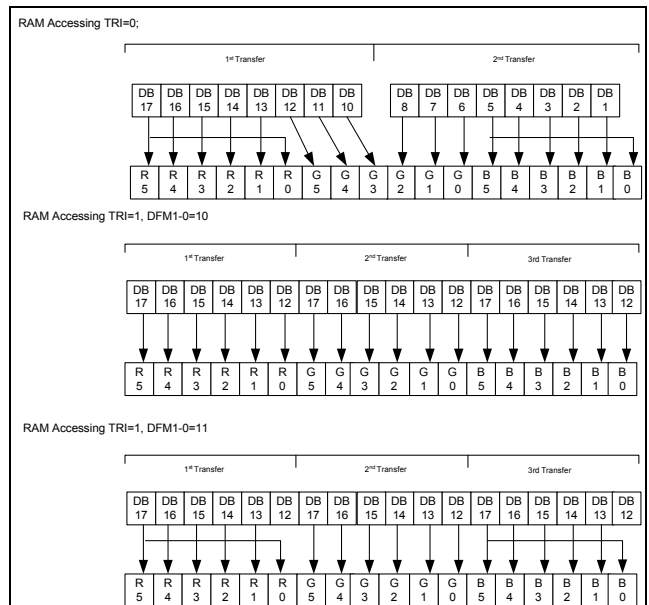 RAM Accessing TRI=0;
1st Transfer 2nd Transfer
DB DB DB DB DB DB DB DB DB DB DB DB DB DB DB DB
17 16 15 14 13 12 11 10 8 7 6 5 4 3 2 1
R R R R R R G G G G G G B B B B B B
5 4 3 2 1 0 5 4 3 2 1 0 5 4 3 2 1 0
RAM Accessing TRI=1, DFM1-0=10
1st Transfer 2nd Transfer 3rd Transfer
DB DB DB DB DB DB DB DB DB DB DB DB DB DB DB DB DB DB
17 16 15 14 13 12 17 16 15 14 13 12 17 16 15 14 13 12
R R R R R R G G G G G G B B B B B B
5 4 3 2 1 0 5 4 3 2 1 0 5 4 3 2 1 0
RAM Accessing TRI=1, DFM1-0=11
1st Transfer 2nd Transfer 3rd Transfer
DB DB DB DB DB DB DB DB DB DB DB DB DB DB DB DB DB DB
17 16 15 14 13 12 17 16 15 14 13 12 17 16 15 14 13 12
R R R R R R G G G G G G B B B B B B
5 4 3 2 1 0 5 4 3 2 1 0 5 4 3 2 1 0